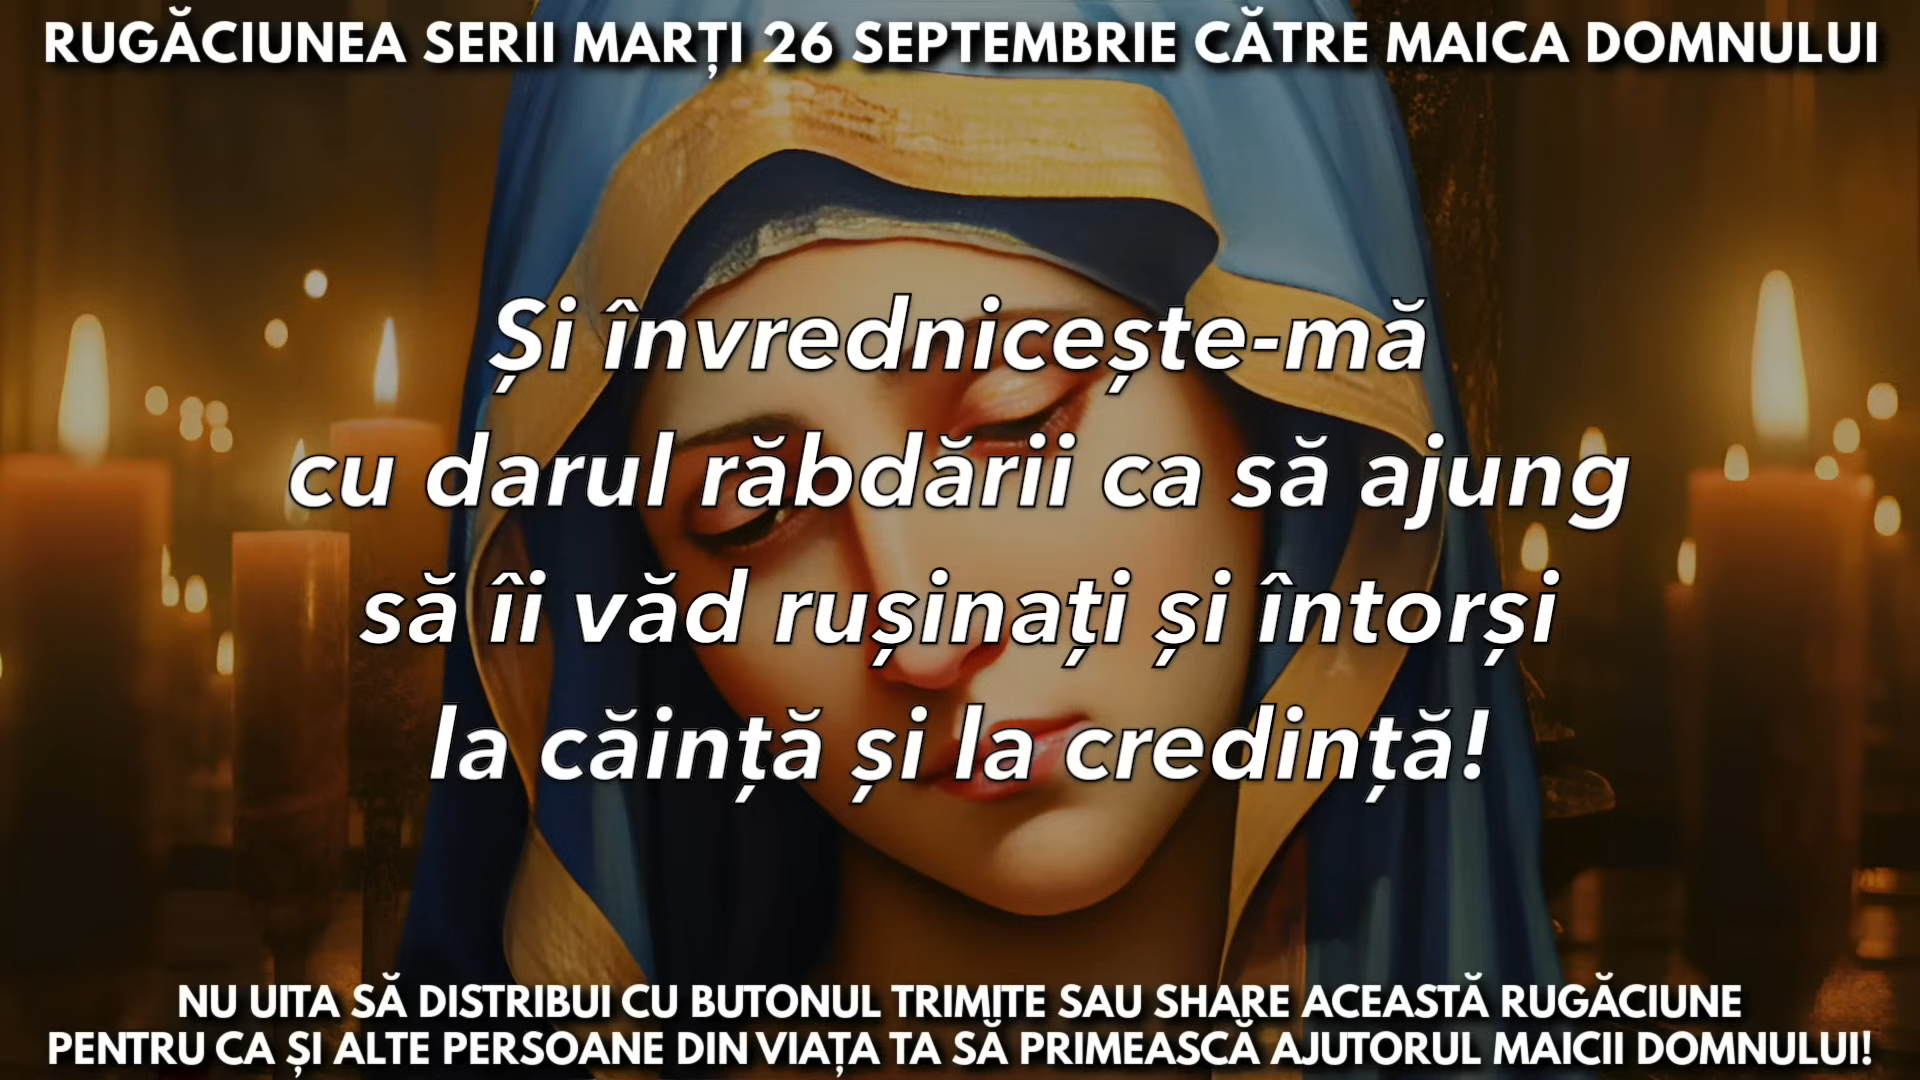 RUGĂCIUNEA SERII MARȚI 26 SEPTEMBRIE CĂTRE MAICA DOMNULUI
Și învrednicește-mă
cu darul răbdării ca să ajung
să îi văd rușinați și întorși
la căință și la credință!
NU UITA SĂ DISTRIBUI CU BUTONUL TRIMITE SAU SHARE ACEASTĂ RUGĂCIUNE
PENTRU CA ȘI ALTE PERSOANE DIN VIAȚA TA SĂ PRIMEASCĂ AJUTORUL MAICII DOMNULUI!